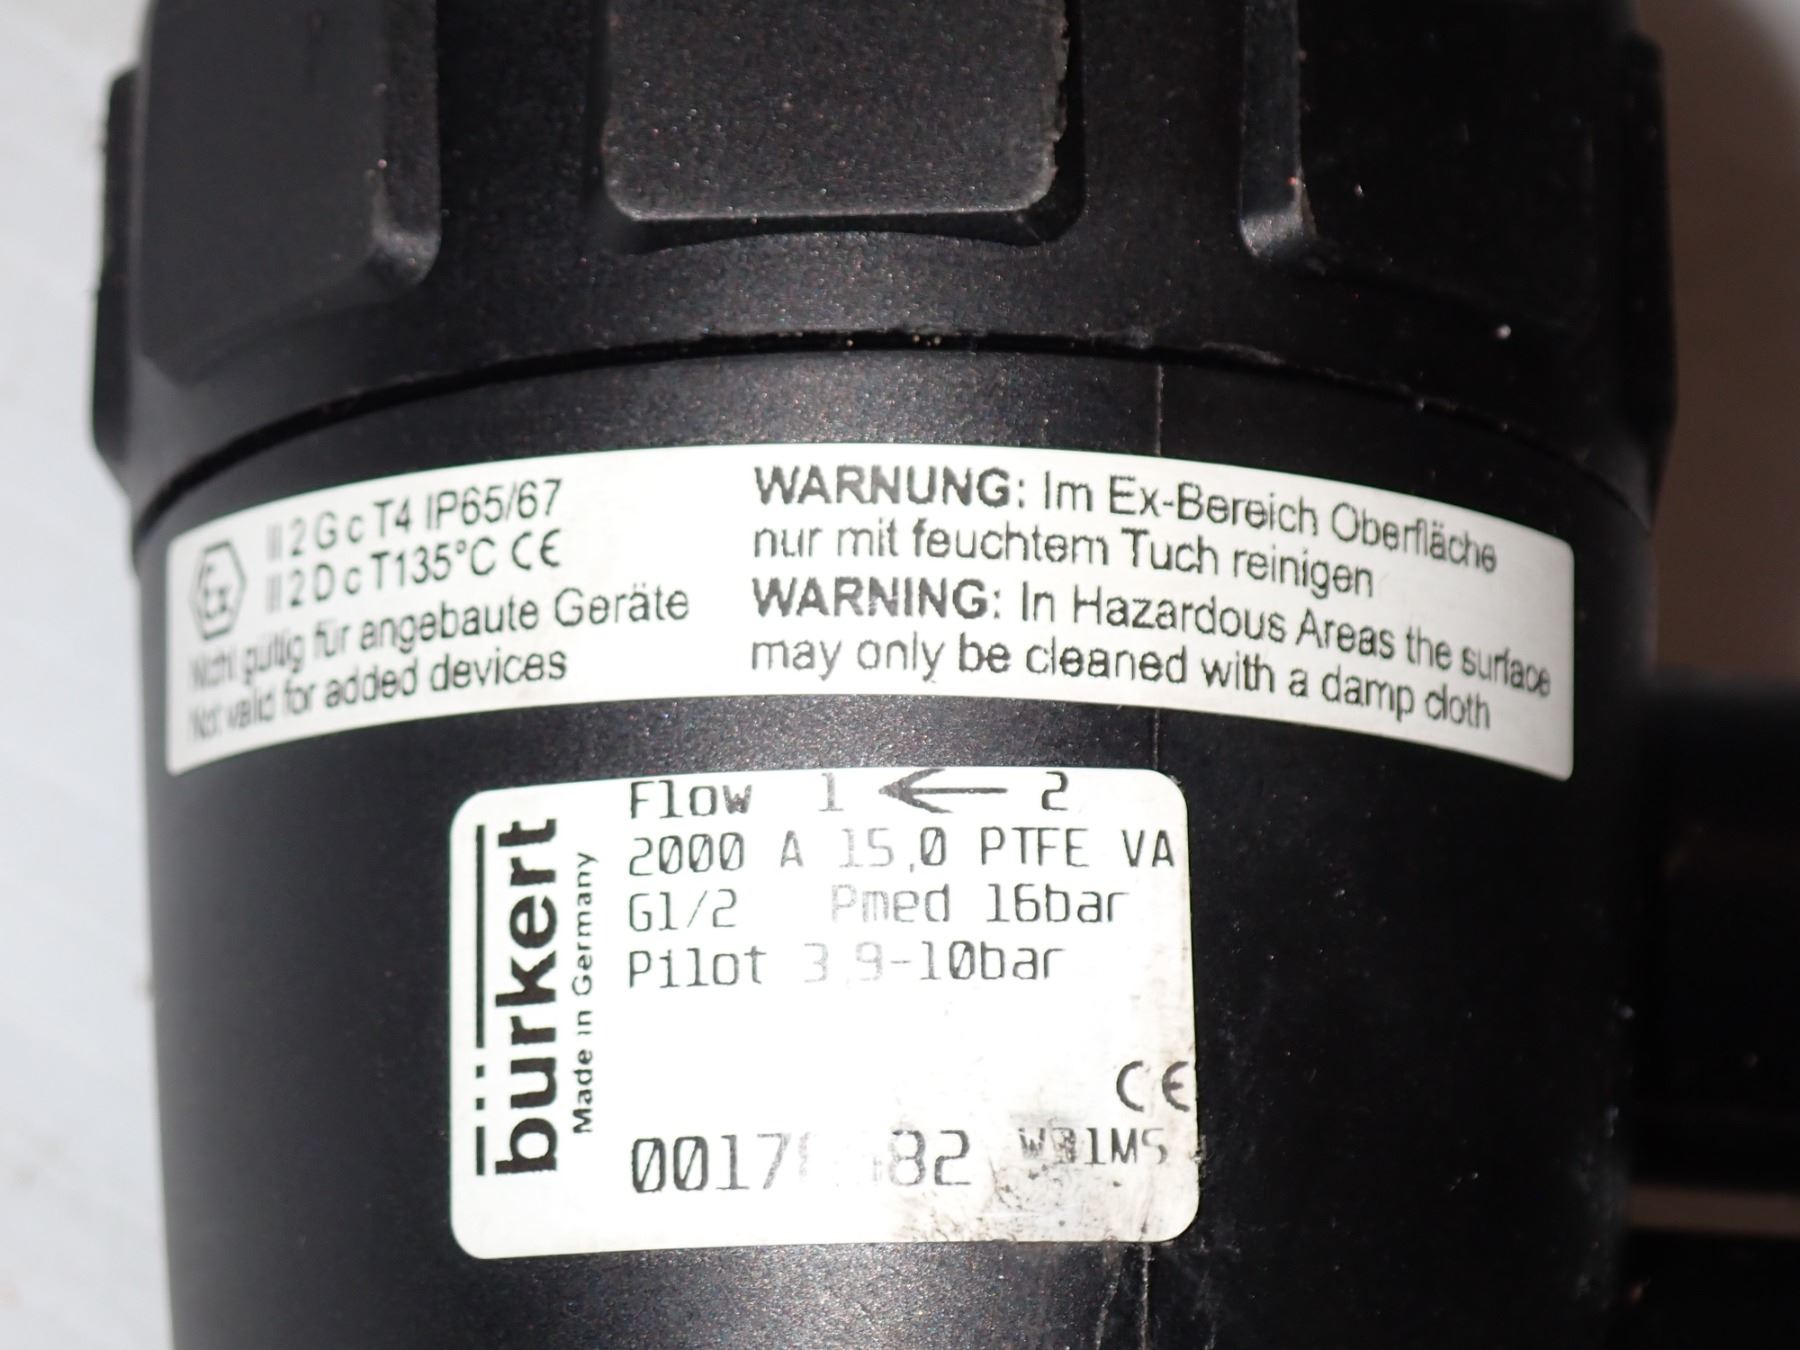 Ex
II 2 G c T4 IP65/67
II 2 D c T135°C CE
Nicht gültig für angebaute Geräte
Not valid for added devices
WARNUNG: Im Ex-Bereich Oberfläche
nur mit feuchtem Tuch reinigen
WARNING: In Hazardous Areas the surface
may only be cleaned with a damp cloth
bürkert
Made in Germany
Flow 1 ← 2
2000 A 15,0 PTFE VA
G1/2 Pmed 16bar
Pilot 3,9-10bar
CE